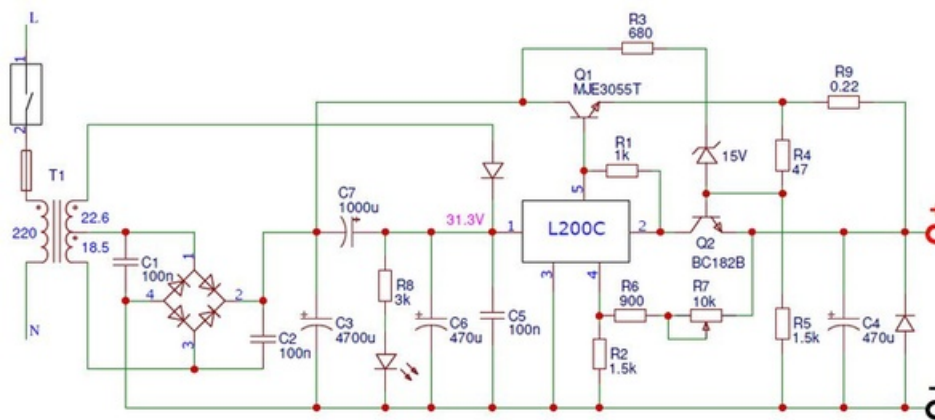 L
1
2
T1
220
22.6
18.5
N
C1
100n
1
4
2
3
C2
100n
C3
4700u
C7
1000u
+
31.3V
R8
3k
+
C6
470u
C5
100n
+
Q1
MJE3055T
R3
680
R1
1k
5
1
L200C
2
3
4
R6
900
R2
1.5k
R7
10k
15V
Q2
BC182B
R9
0.22
R4
47
R5
1.5k
+
C4
470u